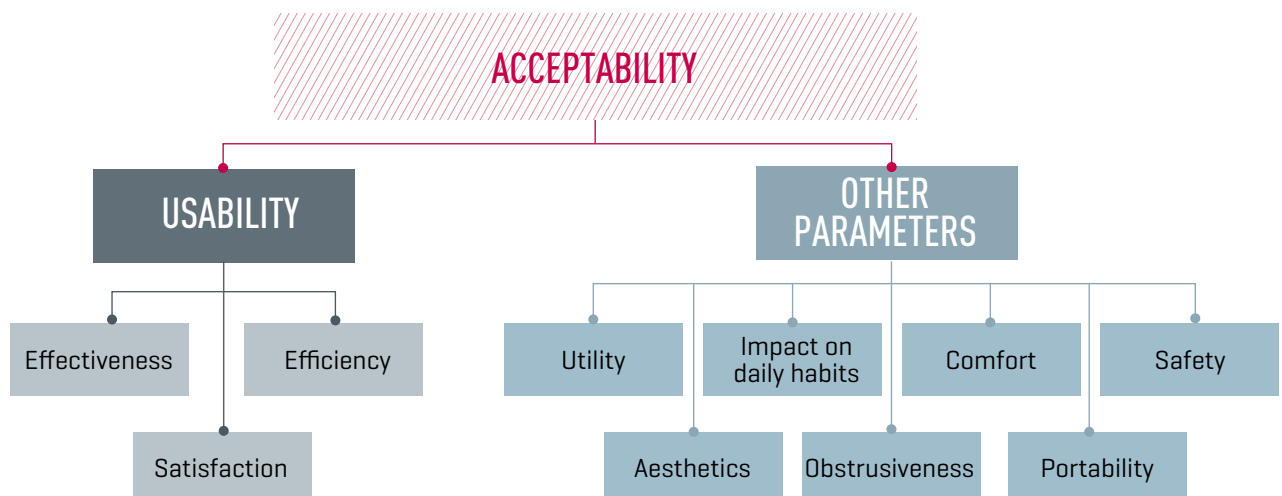 ACCEPTABILITY
USABILITY
OTHER
PARAMETERS
Effectiveness
Efficiency
Satisfaction
Utility
Impact on
daily habits
Comfort
Safety
Aesthetics
Obstrusiveness
Portability